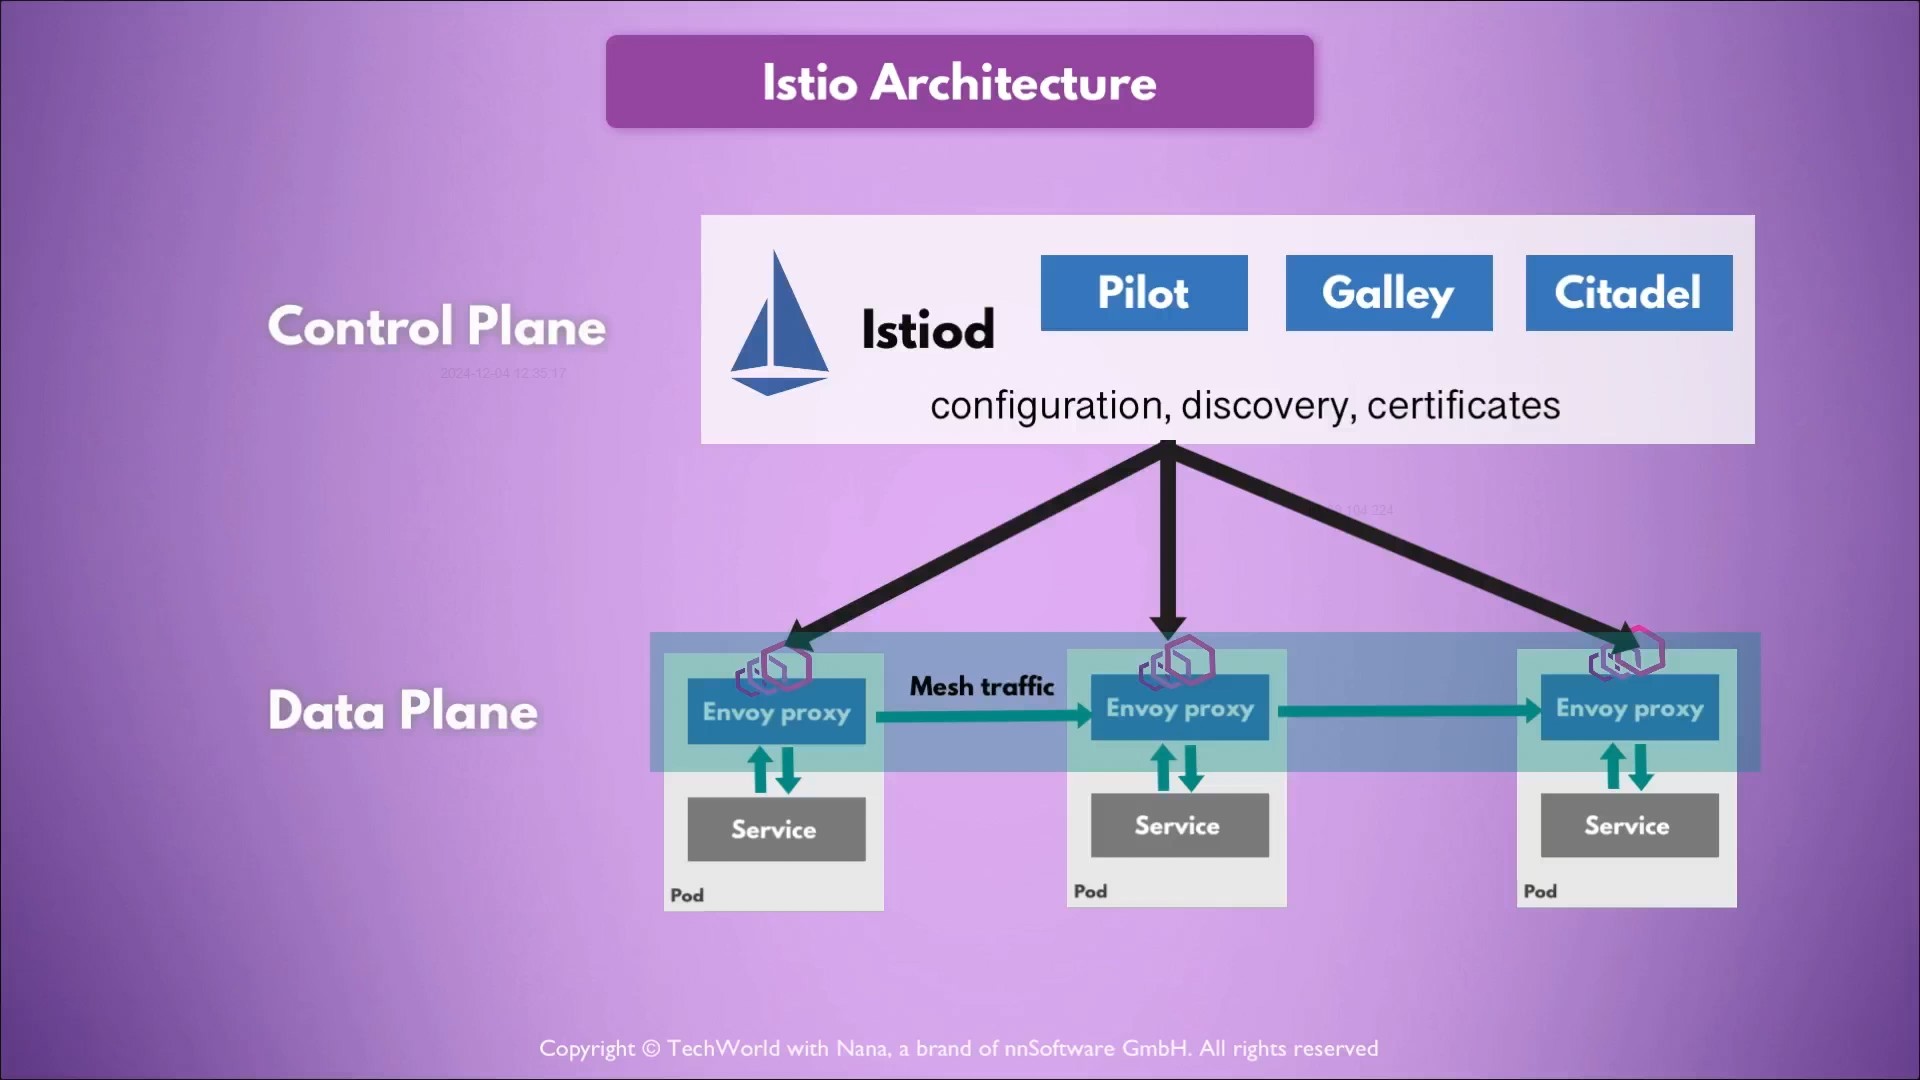 Istio Architecture
Pilot
Galley
Citadel
Istiod
Control Plane
2024-12-04 12:35:17
configuration, discovery, certificates
104.224
Mesh traffic
Envoy proxy
Envoy proxy
Envoy proxy
Data Plane
Service
Service
Service
Pod
Pod
Pod
Copyright © TechWorld with Nana, a brand of nnSoftware GmbH. All rights reserved